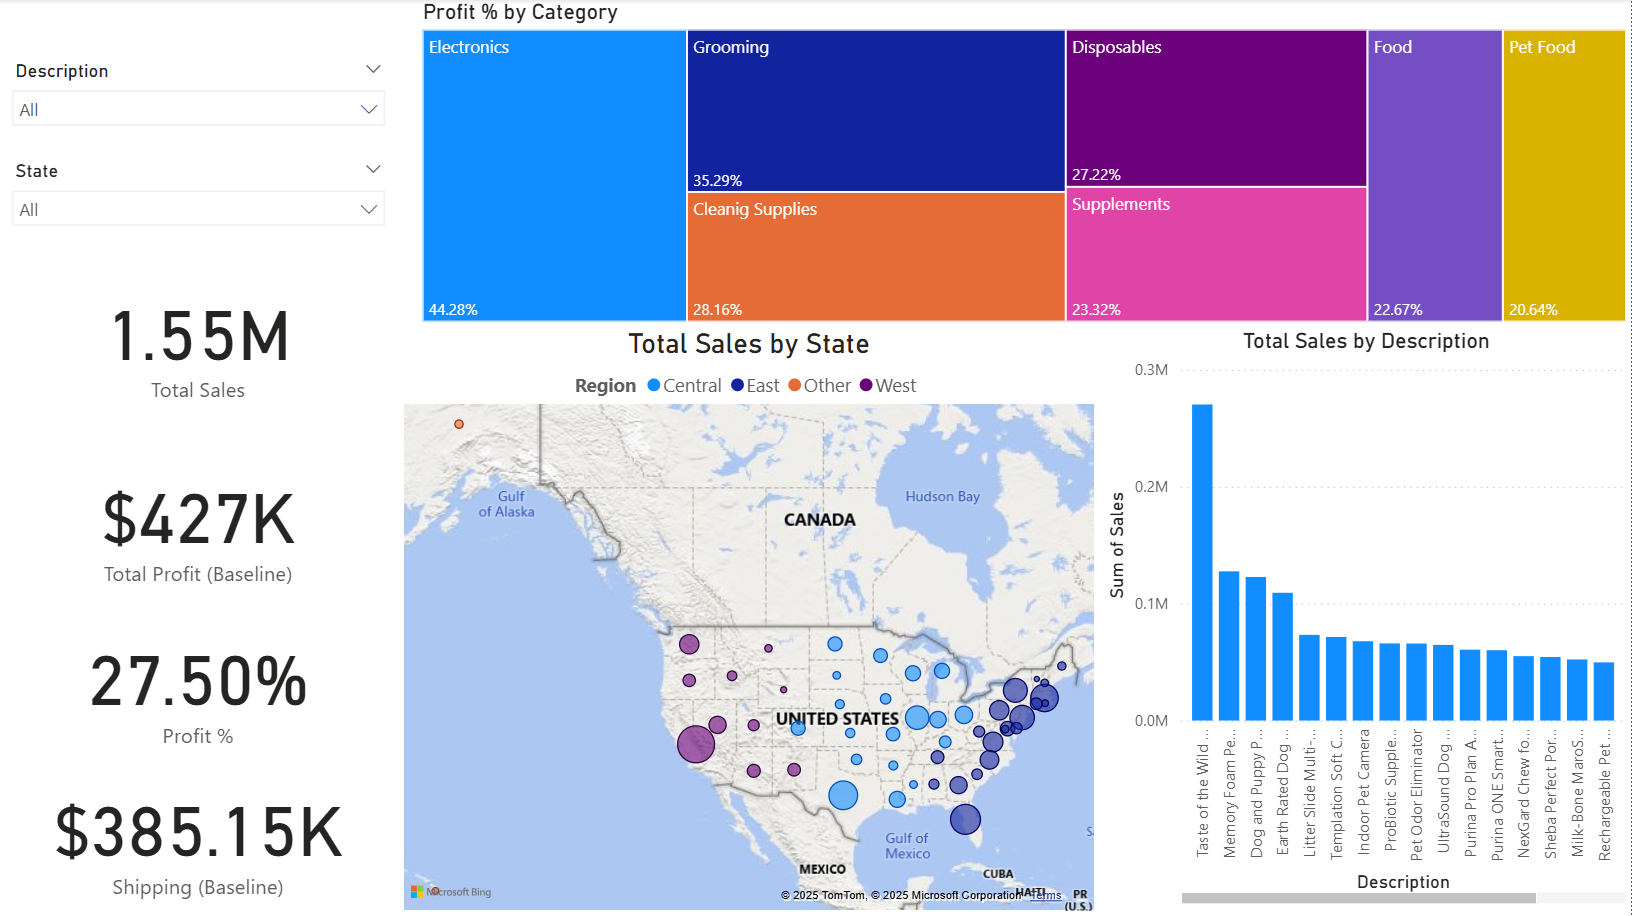 Profit % by Category
Description
All
State
All
1.55M
Total Sales
$427K
Total Profit (Baseline)
27.50%
Profit %
$385.15K
Shipping (Baseline)
Electronics
44.28%
Grooming
35.29%
Cleanig Supplies
28.16%
Disposables
27.22%
Supplements
23.32%
Food
22.67%
Pet Food
20.64%
Total Sales by State
Region Central East Other West
Gulf
of Alaska
Hudson Bay
CANADA
UNITED STATES
Gulf of
Mexico
MEXICO
CUBA
HAITI
PR
(U.S.)
S
Microsoft Bing
© 2025 TomTom, © 2025 Microsoft Corporation Terms
Total Sales by Description
Sum of Sales
0.3M
0.2M
0.1M
0.0M
Taste of the Wild ...
Memory Foam Pe...
Dog and Puppy P...
Earth Rated Dog ...
Litter Slide Multi-...
Temptation Soft C...
Indoor Pet Camera
ProBiotic Supple...
Pet Odor Eliminator
UltraSound Dog ...
Purina Pro Plan A...
Purina ONE Smart...
NexGard Chew fo...
Sheba Perfect Por...
Milk-Bone MaroS...
Rechargeable Pet ...
Description